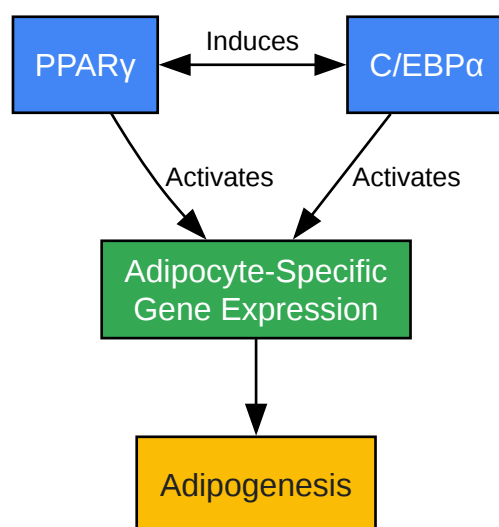 Induces
PPARγ
C/EBPα
Activates
Activates
Adipocyte-Specific
Gene Expression
Adipogenesis